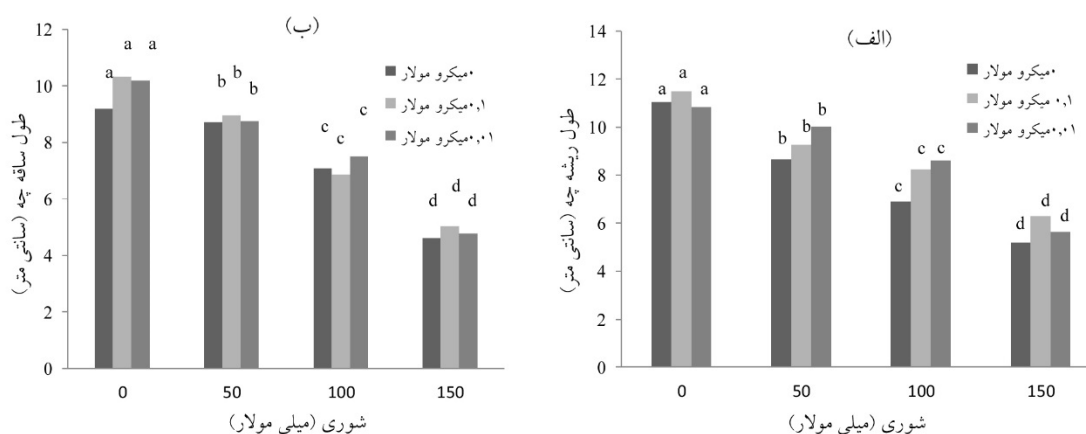 (الف)
14
12
10
8
6
4
2
0
۰میکرو مولار
۰,۱ میکرو مولار
۰,۰۱میکرو مولار
a a a
b b b
c c c
d d d
0 50 100 150
طول ریشه چه (سانتی متر)
شوری (میلی مولار)
(ب)
12
10
8
6
4
2
0
۰میکرو مولار
۰,۱میکرو مولار
۰,۰۱میکرو مولار
a a a
b b b
c c c
d d d
0 50 100 150
طول ساقه چه (سانتی متر)
شوری (میلی مولار)